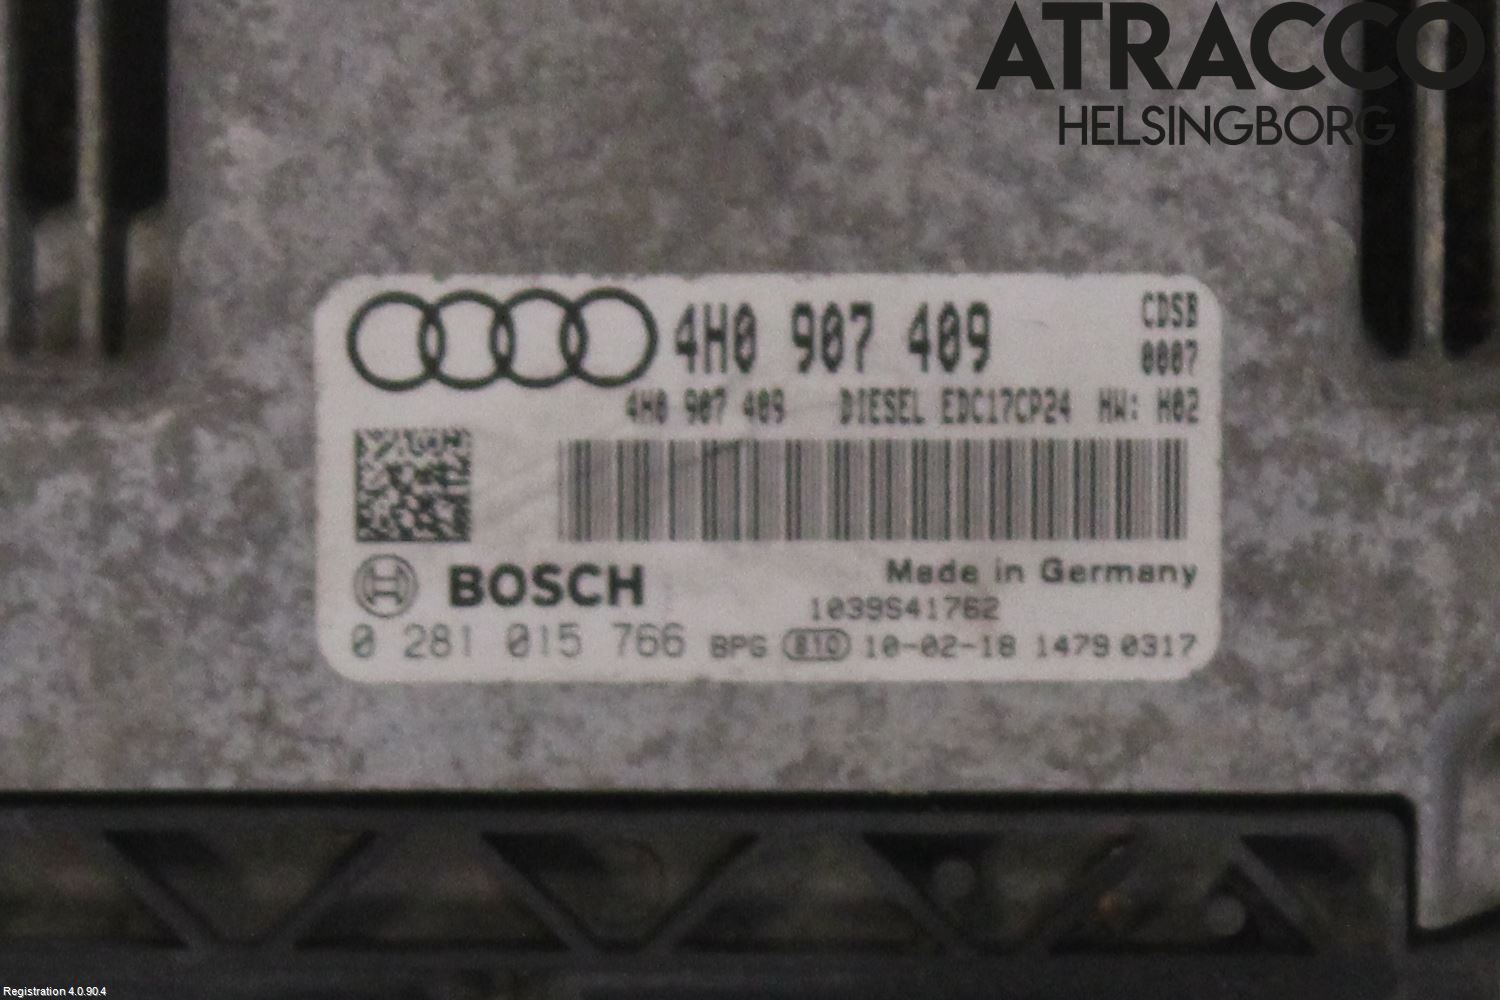 ATRACCO
HELSINGBORG
4H0 907 409
CDSB
0007
4H0 907 409 DIESEL EDC17CP24 HW: H02
BOSCH
Made in Germany
1039S41762
0 281 015 766 BPG 810 10-02-18 1479 0317
Registration 4.0.90.4